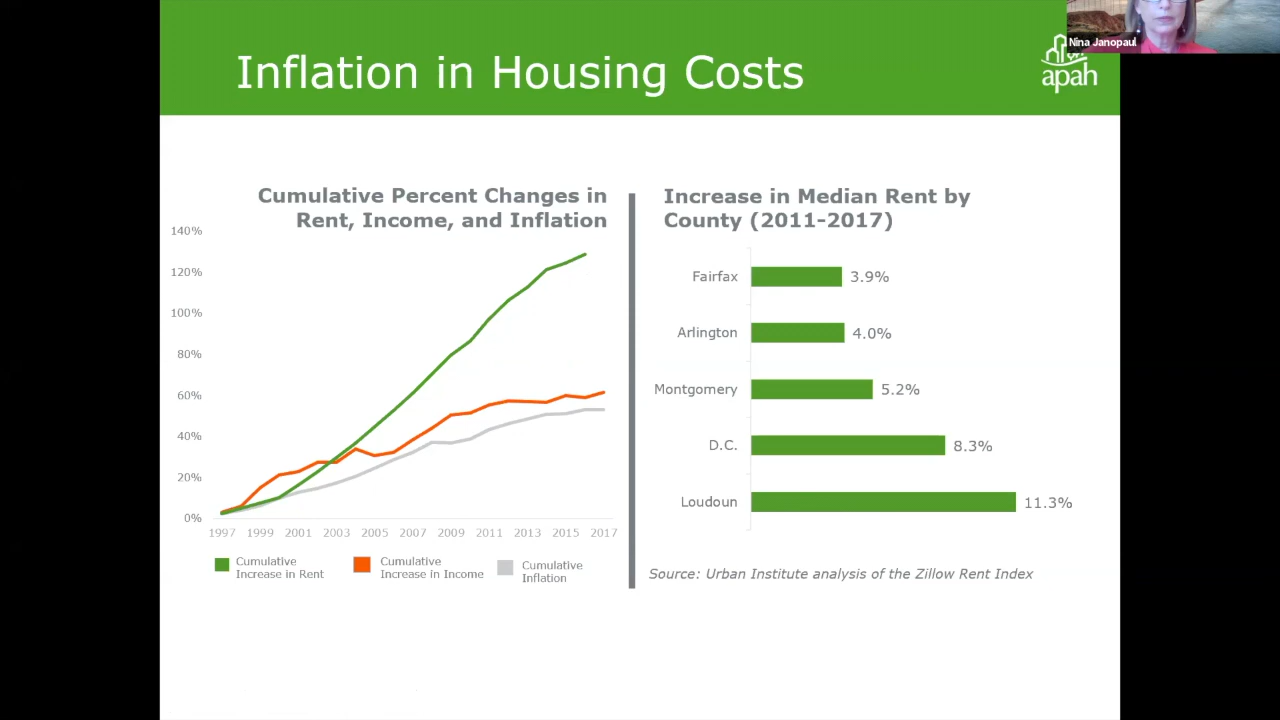 Inflation in Housing Costs
Nina Janopaul
apah
Cumulative Percent Changes in
Rent, Income, and Inflation
140%
120%
100%
80%
60%
40%
20%
0%
1997 1999 2001 2003 2005 2007 2009 2011 2013 2015 2017
Cumulative
Increase in Rent
Cumulative
Increase in Income
Cumulative
Inflation
Increase in Median Rent by
County (2011-2017)
Fairfax 3.9%
Arlington 4.0%
Montgomery 5.2%
D.C. 8.3%
Loudoun 11.3%
Source: Urban Institute analysis of the Zillow Rent Index